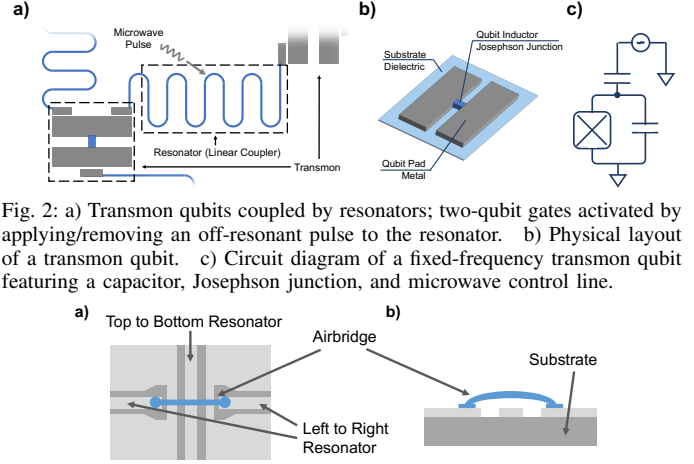 a)
b)
c)
Microwave
Pulse
Resonator (Linear Coupler)
Transmon
Qubit Inductor
Josephson Junction
Substrate
Dielectric
Qubit Pad
Metal
Fig. 2: a) Transmon qubits coupled by resonators; two-qubit gates activated by
applying/removing an off-resonant pulse to the resonator. b) Physical layout
of a transmon qubit. c) Circuit diagram of a fixed-frequency transmon qubit
featuring a capacitor, Josephson junction, and microwave control line.
a)
b)
Top to Bottom Resonator
Airbridge
Substrate
Left to Right
Resonator